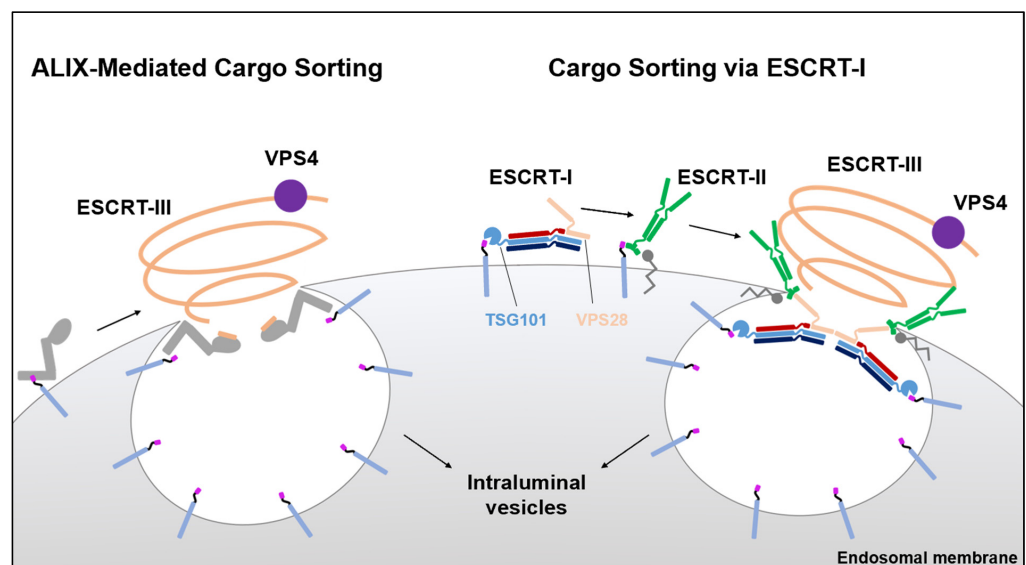 ALIX-Mediated Cargo Sorting
Cargo Sorting via ESCRT-I
VPS4
ESCRT-III
ESCRT-I
ESCRT-II
ESCRT-III
VPS4
TSG101
VPS28
Intraluminal
vesicles
Endosomal membrane